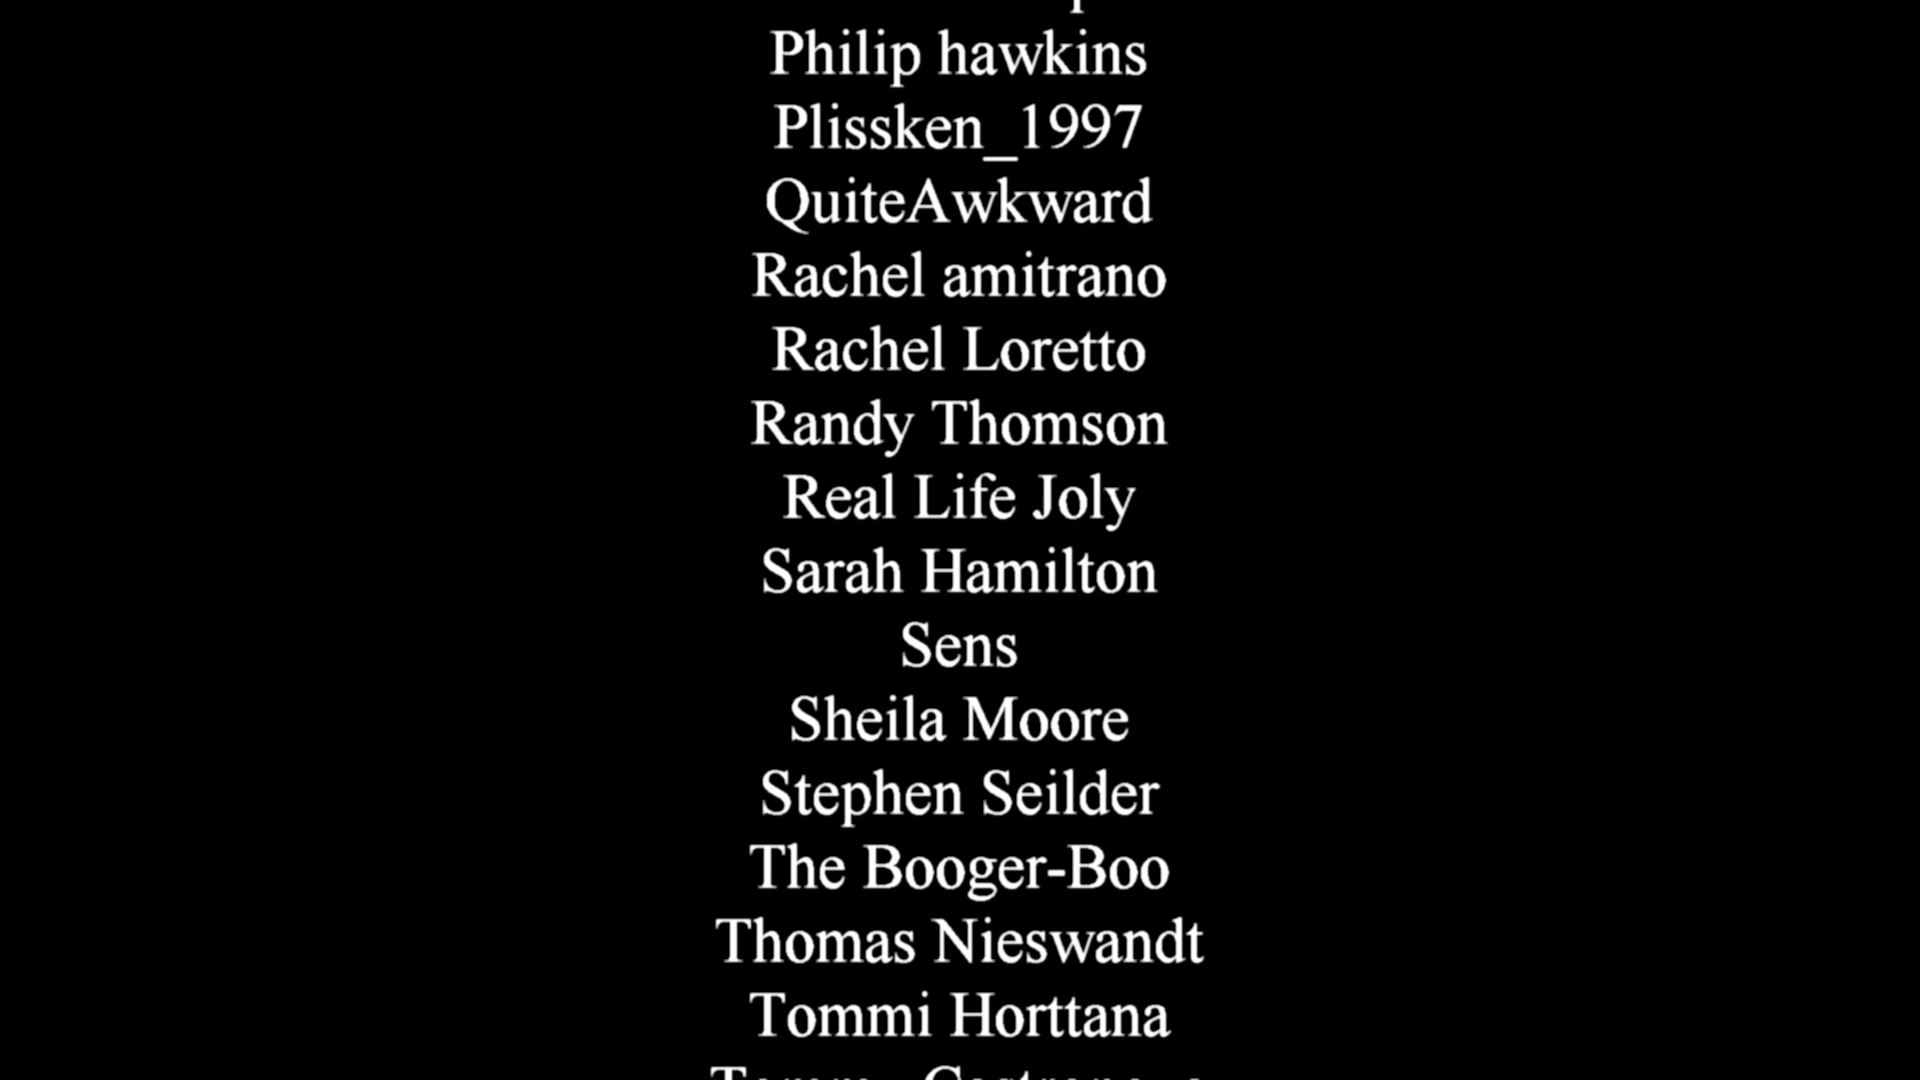 Philip hawkins
Plissken_1997
QuiteAwkward
Rachel amitrano
Rachel Loretto
Randy Thomson
Real Life Joly
Sarah Hamilton
Sens
Sheila Moore
Stephen Seilder
The Booger-Boo
Thomas Nieswandt
Tommi Horttana